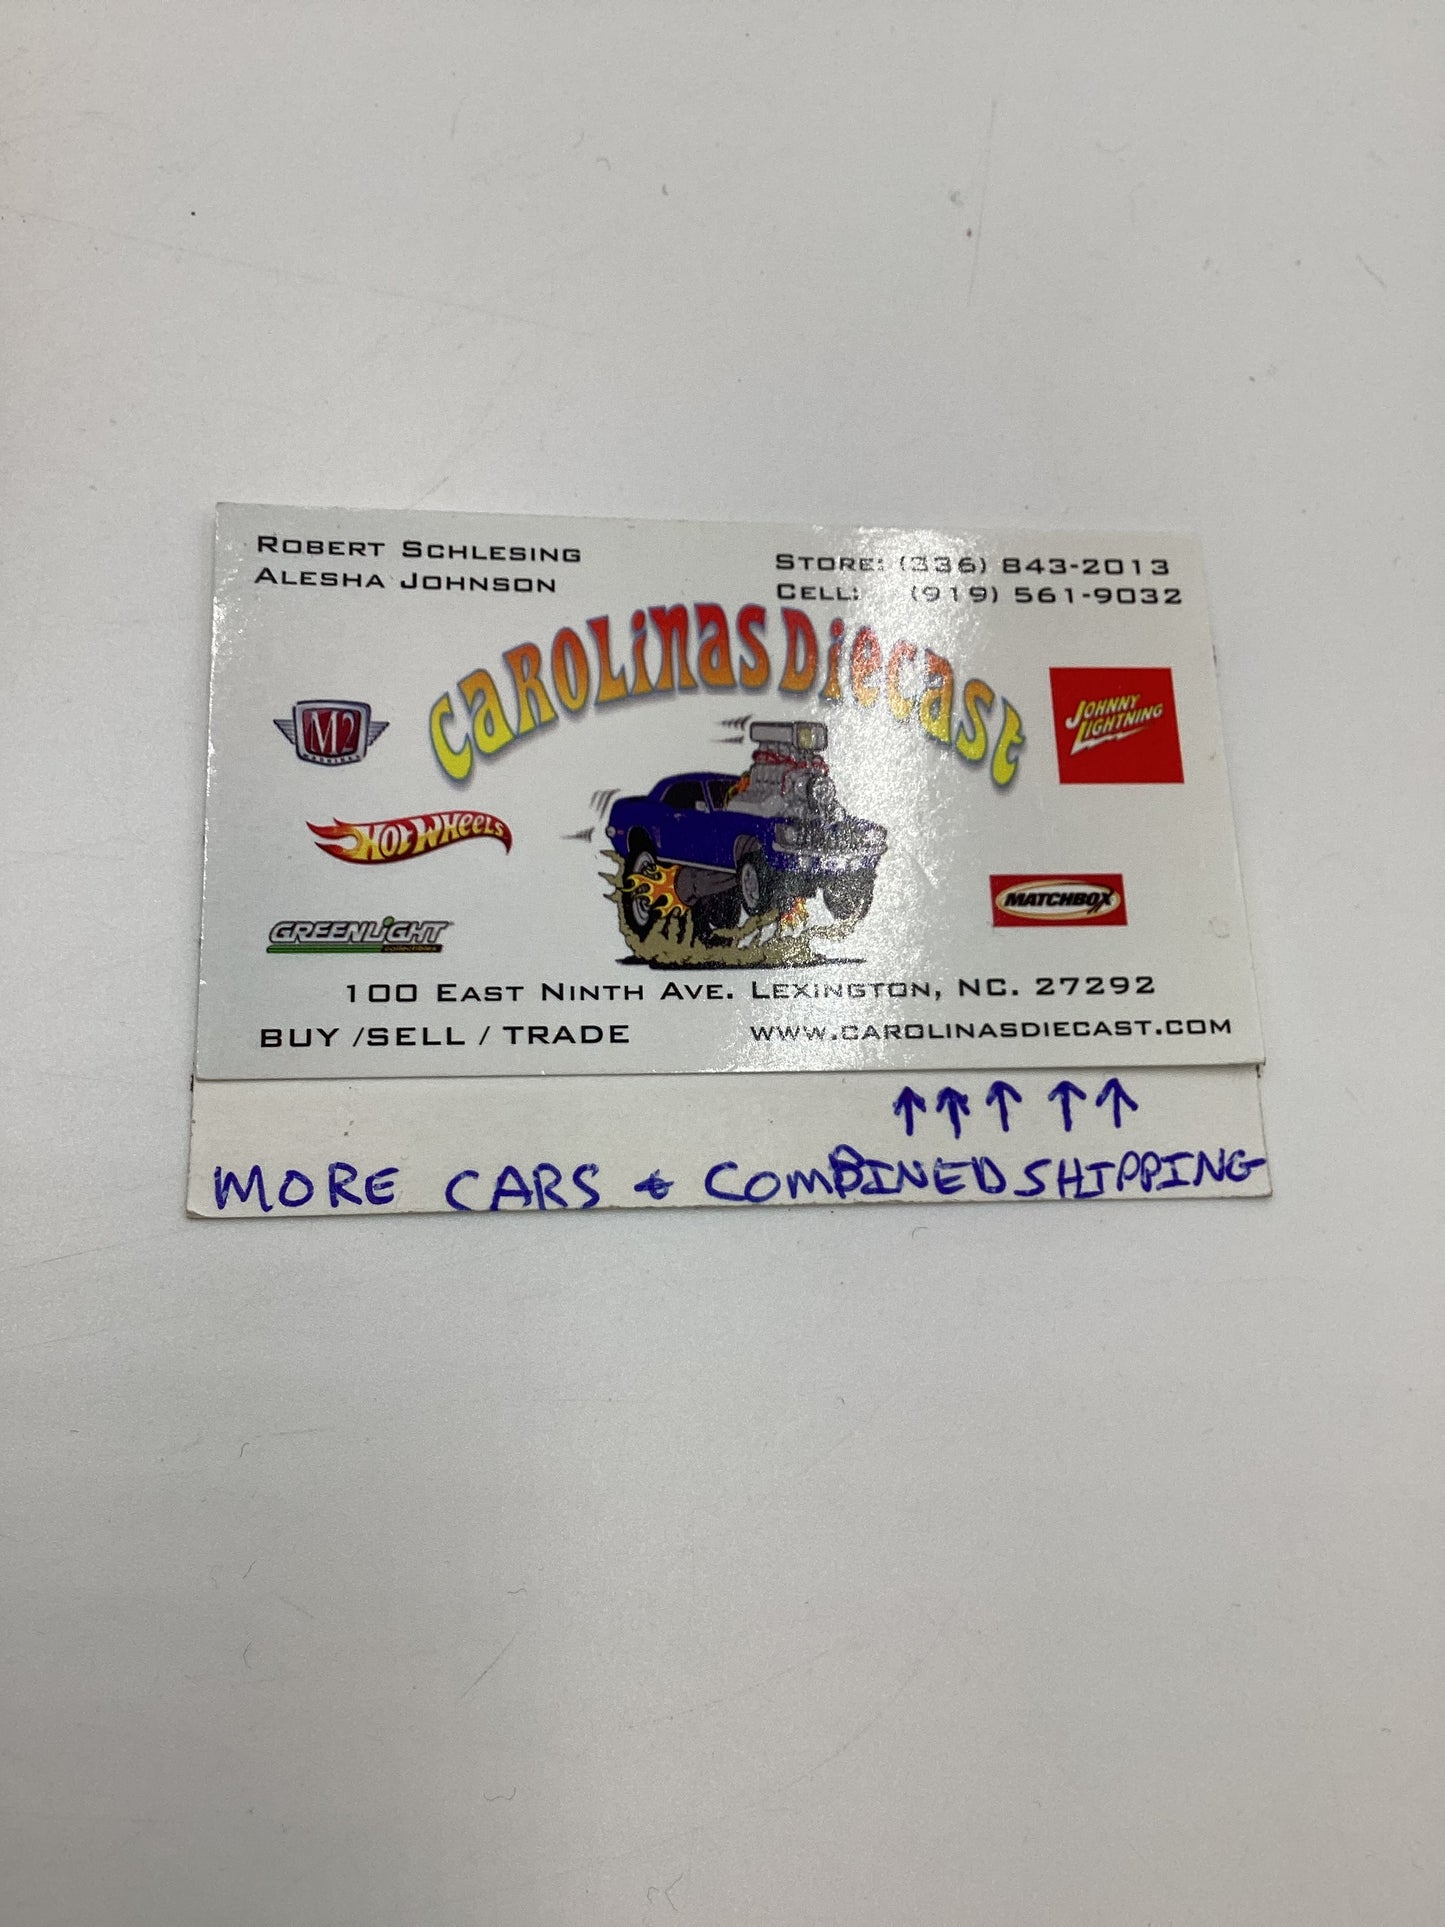 Robert Schlesing
Alesha Johnson
Store: (336) 843-2013
Cell: (919) 561-9032
Carolinas Diecast
M2
MACHINES
Johnny Lightning
Hot Wheels
Matchbox
GREENLIGHT
collectibles
100 East Ninth Ave. Lexington, NC. 27292
BUY /SELL / TRADE
www.carolinasdiecast.com
↑↑↑↑↑
MORE CARS & COMBINED SHIPPING